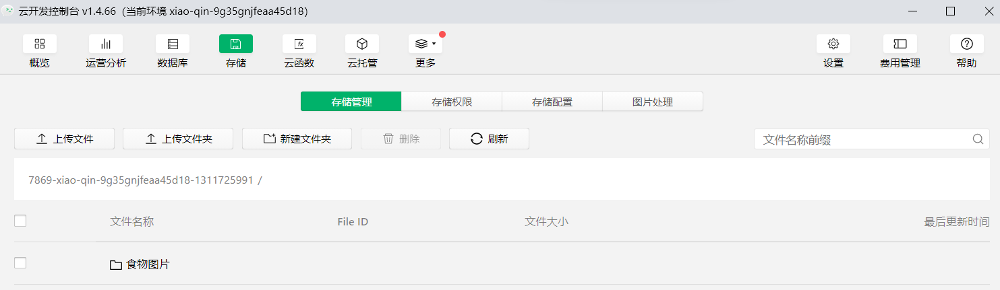 云开发控制台 v1.4.66 (当前环境 xiao-qin-9g35gnjfeaa45d18)
概览 运营分析 数据库 存储 云函数 云托管 更多 设置 费用管理 帮助
存储管理 存储权限 存储配置 图片处理
上传文件 上传文件夹 新建文件夹 删除 刷新 文件名称前缀
7869-xiao-qin-9g35gnjfeaa45d18-1311725991 /
文件名称 File ID 文件大小 最后更新时间
食物图片